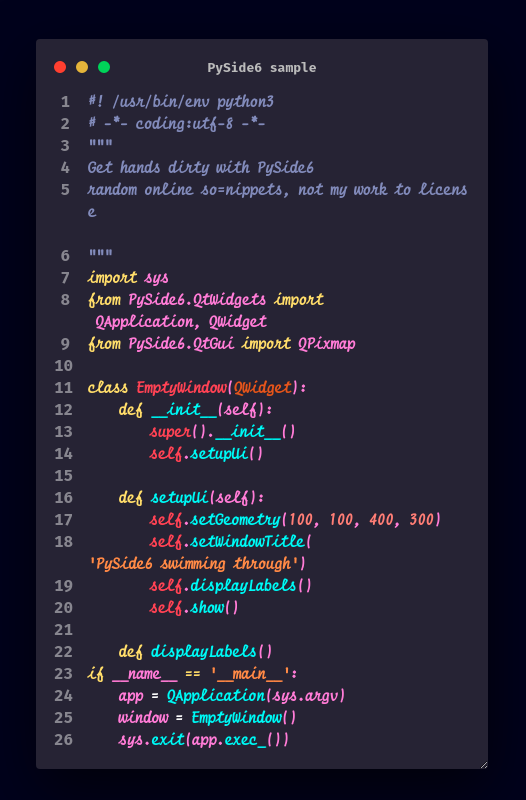 PySide6 sample
1 #! /usr/bin/env python3
2 # -*- coding:utf-8 -*-
3 """
4 Get hands dirty with PySide6
5 random online so=nippets, not my work to licens
e
6 """
7 import sys
8 from PySide6.QtWidgets import
 QApplication, QWidget
9 from PySide6.QtGui import QPixmap
10
11 class EmptyWindow(QWidget):
12     def __init__(self):
13         super().__init__()
14         self.setupUi()
15
16     def setupUi(self):
17         self.setGeometry(100, 100, 400, 300)
18         self.setWindowTitle(
'PySide6 swimming through')
19         self.displayLabels()
20         self.show()
21
22     def displayLabels()
23 if __name__ == '__main__':
24     app = QApplication(sys.argv)
25     window = EmptyWindow()
26     sys.exit(app.exec_())